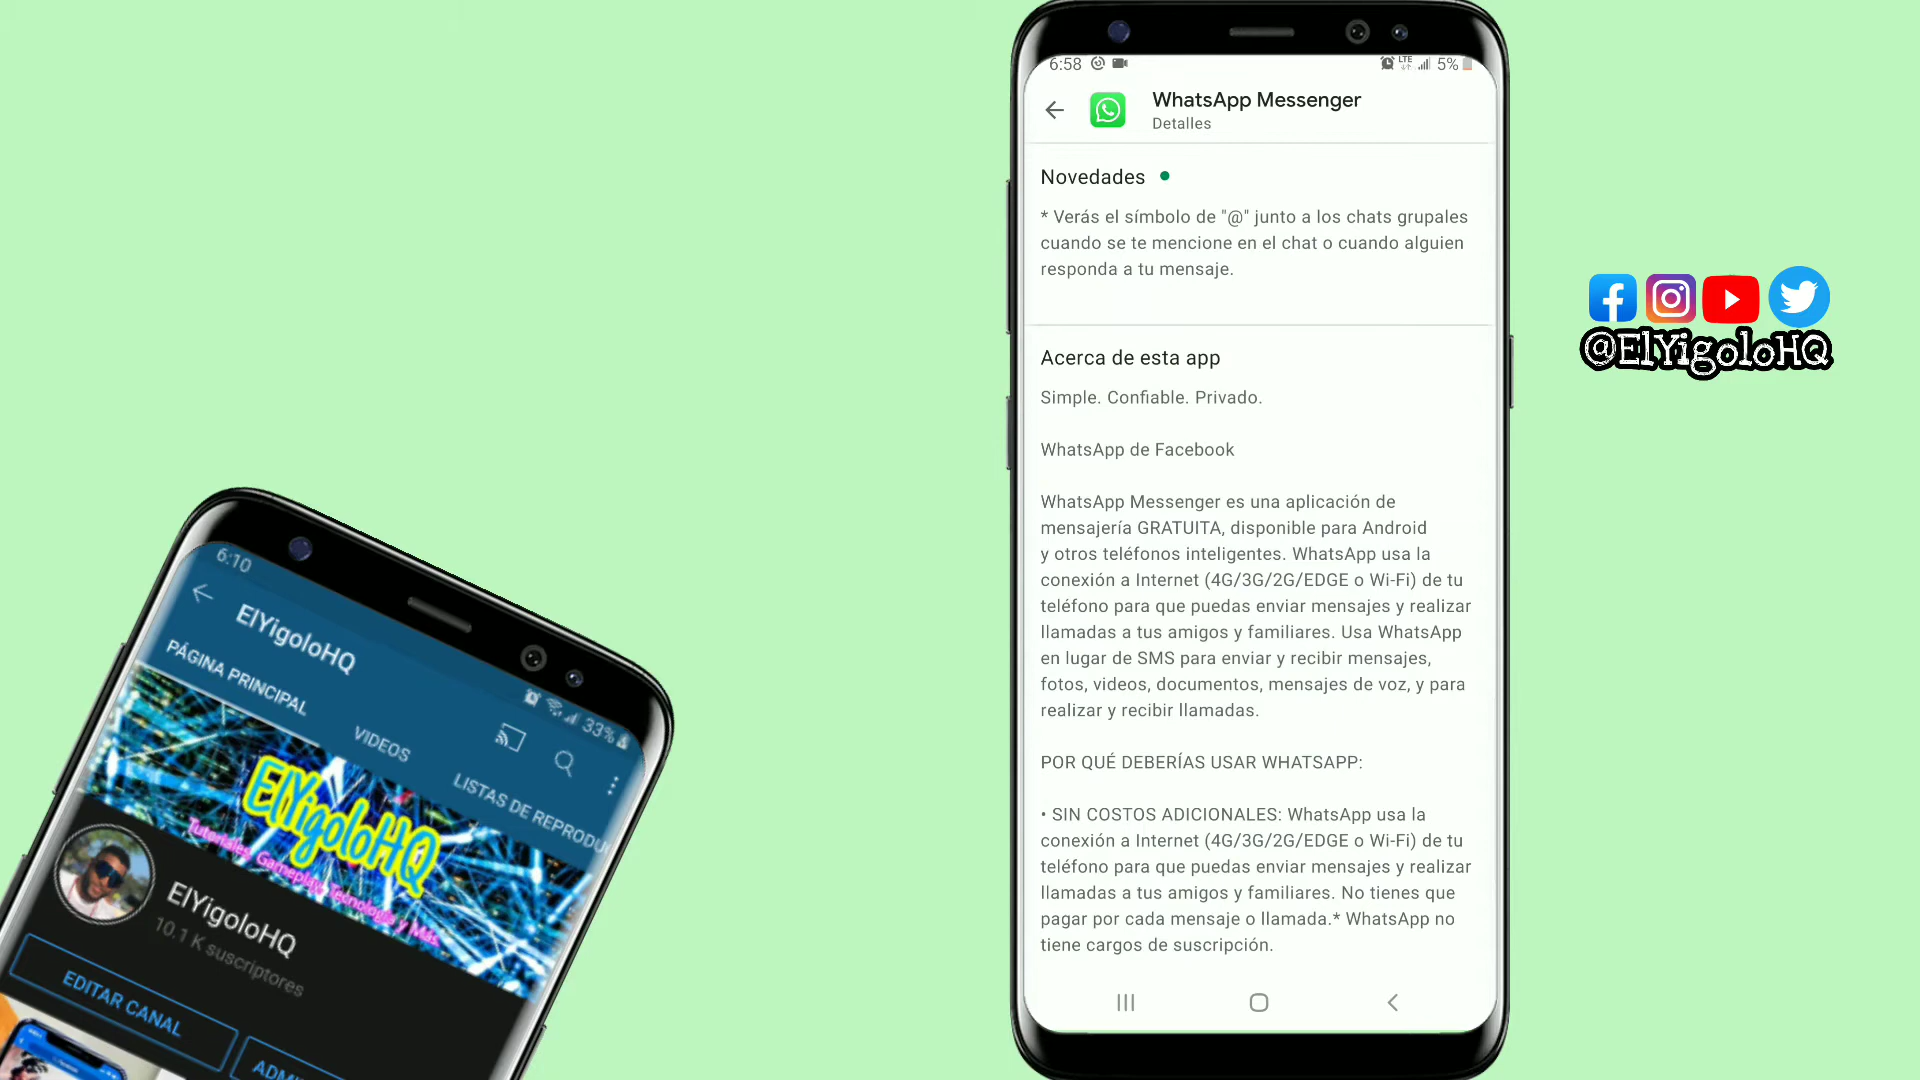 6:58
LTE
5%
WhatsApp Messenger
Detalles
Novedades
* Verás el símbolo de "@" junto a los chats grupales
cuando se te mencione en el chat o cuando alguien
responda a tu mensaje.
Acerca de esta app
Simple. Confiable. Privado.
WhatsApp de Facebook
WhatsApp Messenger es una aplicación de
mensajería GRATUITA, disponible para Android
y otros teléfonos inteligentes. WhatsApp usa la
conexión a Internet (4G/3G/2G/EDGE o Wi-Fi) de tu
teléfono para que puedas enviar mensajes y realizar
llamadas a tus amigos y familiares. Usa WhatsApp
en lugar de SMS para enviar y recibir mensajes,
fotos, videos, documentos, mensajes de voz, y para
realizar y recibir llamadas.
POR QUÉ DEBERÍAS USAR WHATSAPP:
• SIN COSTOS ADICIONALES: WhatsApp usa la
conexión a Internet (4G/3G/2G/EDGE o Wi-Fi) de tu
teléfono para que puedas enviar mensajes y realizar
llamadas a tus amigos y familiares. No tienes que
pagar por cada mensaje o llamada.* WhatsApp no
tiene cargos de suscripción.
@ElYigoloHQ
6:10
33%
ElYigoloHQ
PÁGINA PRINCIPAL
VIDEOS
LISTAS DE REPRODU
ElYigoloHQ
Tutoriales, Gameplay, Tecnología y Más.
ElYigoloHQ
10.1 K suscriptores
EDITAR CANAL
ADMI